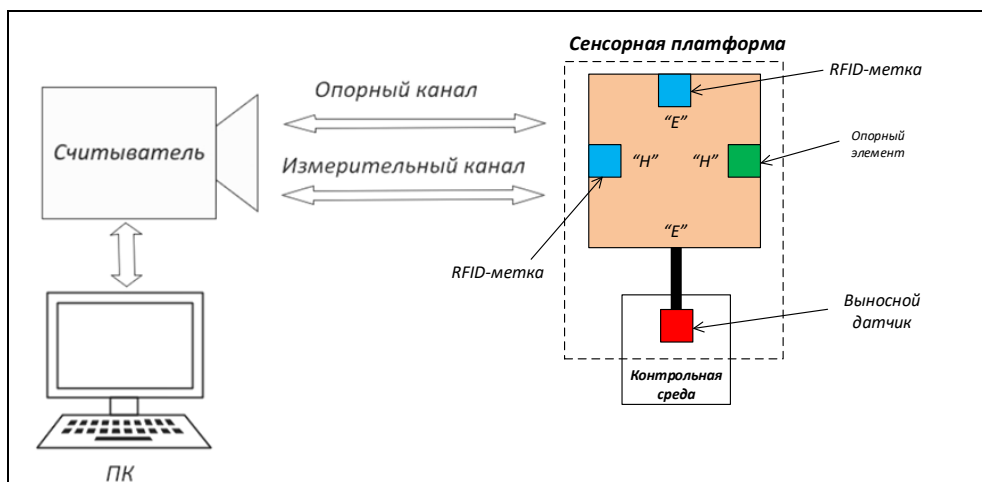 Сенсорная платформа
RFID-метка
Опорный канал
"E"
Считыватель
"H"
"H"
Опорный
элемент
Измерительный канал
"E"
RFID-метка
Выносной
датчик
Контрольная
среда
ПК